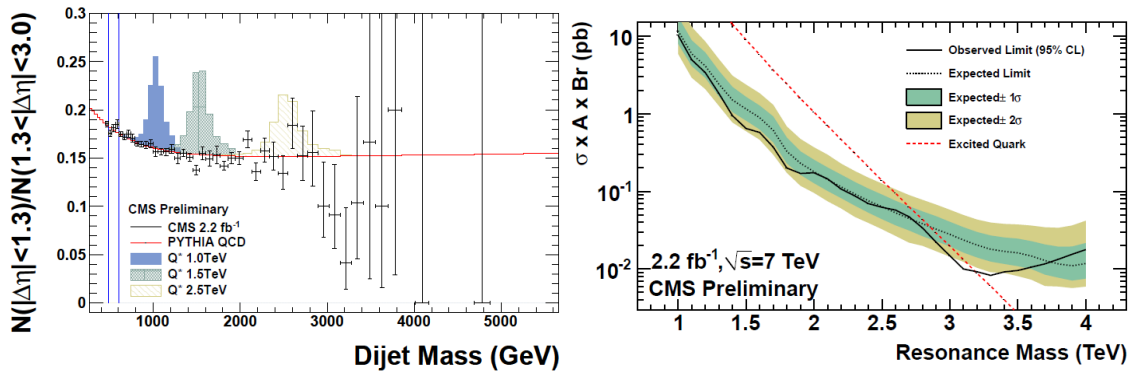 N(|Δη|<1.3)/N(1.3<|Δη|<3.0)
0.3
0.25
0.2
0.15
0.1
0.05
0
CMS Preliminary
CMS 2.2 fb⁻¹
PYTHIA QCD
Q* 1.0TeV
Q* 1.5TeV
Q* 2.5TeV
1000 2000 3000 4000 5000
Dijet Mass (GeV)
σ x A x Br (pb)
10
1
10⁻¹
10⁻²
Observed Limit (95% CL)
Expected Limit
Expected± 1σ
Expected± 2σ
Excited Quark
2.2 fb⁻¹,√s=7 TeV
CMS Preliminary
1 1.5 2 2.5 3 3.5 4
Resonance Mass (TeV)